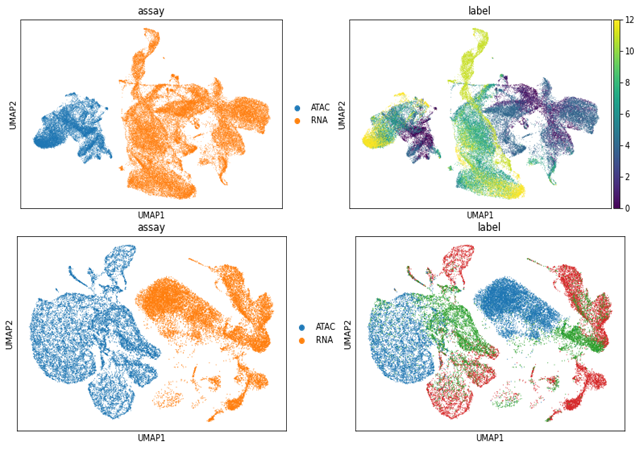 assay
label
UMAP2
ATAC
RNA
UMAP1
UMAP2
UMAP1
12
10
8
6
4
2
0
assay
label
UMAP2
ATAC
RNA
UMAP1
UMAP2
UMAP1